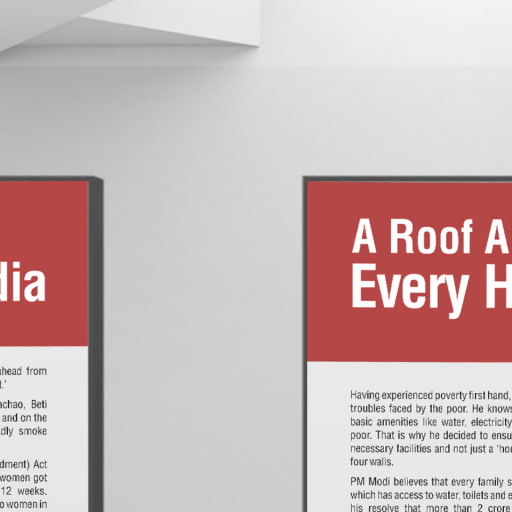 dia
ahead from
t.'
achao, Beti
and on the
adly smoke
dment) Act
women got
12 weeks.
o women in
A Roof A
Every H
Having experienced poverty first hand,
troubles faced by the poor. He knows
basic amenities like water, electricity
poor. That is why he decided to ensu
necessary facilities and not just a 'ho
four walls.
PM Modi believes that every family s
which has access to water, toilets and e
his resolve that more than 2 crore